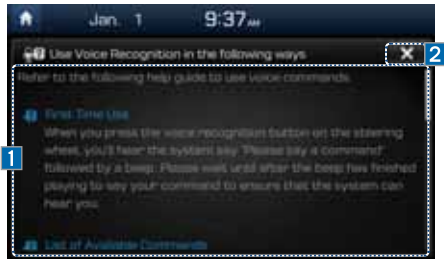 Jan. 1 9:37 AM
Use Voice Recognition in the following ways
2
Refer to the following help guide to use voice commands.
First-Time Use
When you press the voice recognition button on the steering
wheel, you'll hear the system say "Please say a command"
followed by a beep. Please wait until after the beep has finished
playing to say your command to ensure that the system can
hear you.
1
List of Available Commands